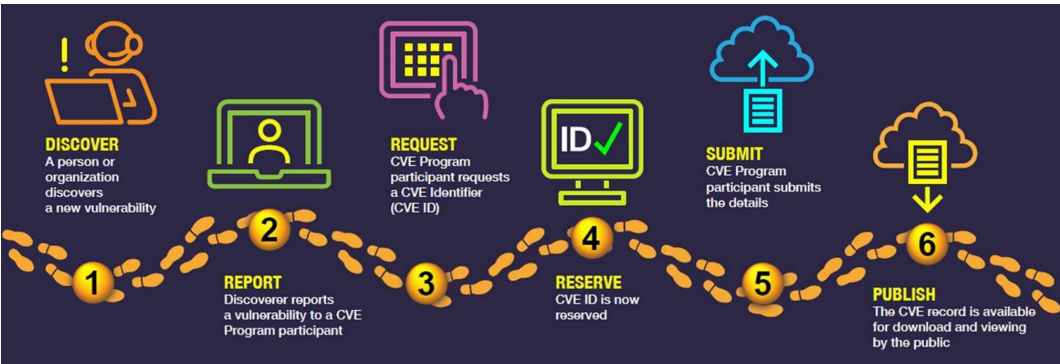 !
DISCOVER
A person or
organization
discovers
a new vulnerability
1
2
REPORT
Discoverer reports
a vulnerability to a CVE
Program participant
REQUEST
CVE Program
participant requests
a CVE Identifier
(CVE ID)
3
ID
4
RESERVE
CVE ID is now
reserved
SUBMIT
CVE Program
participant submits
the details
5
6
PUBLISH
The CVE record is available
for download and viewing
by the public